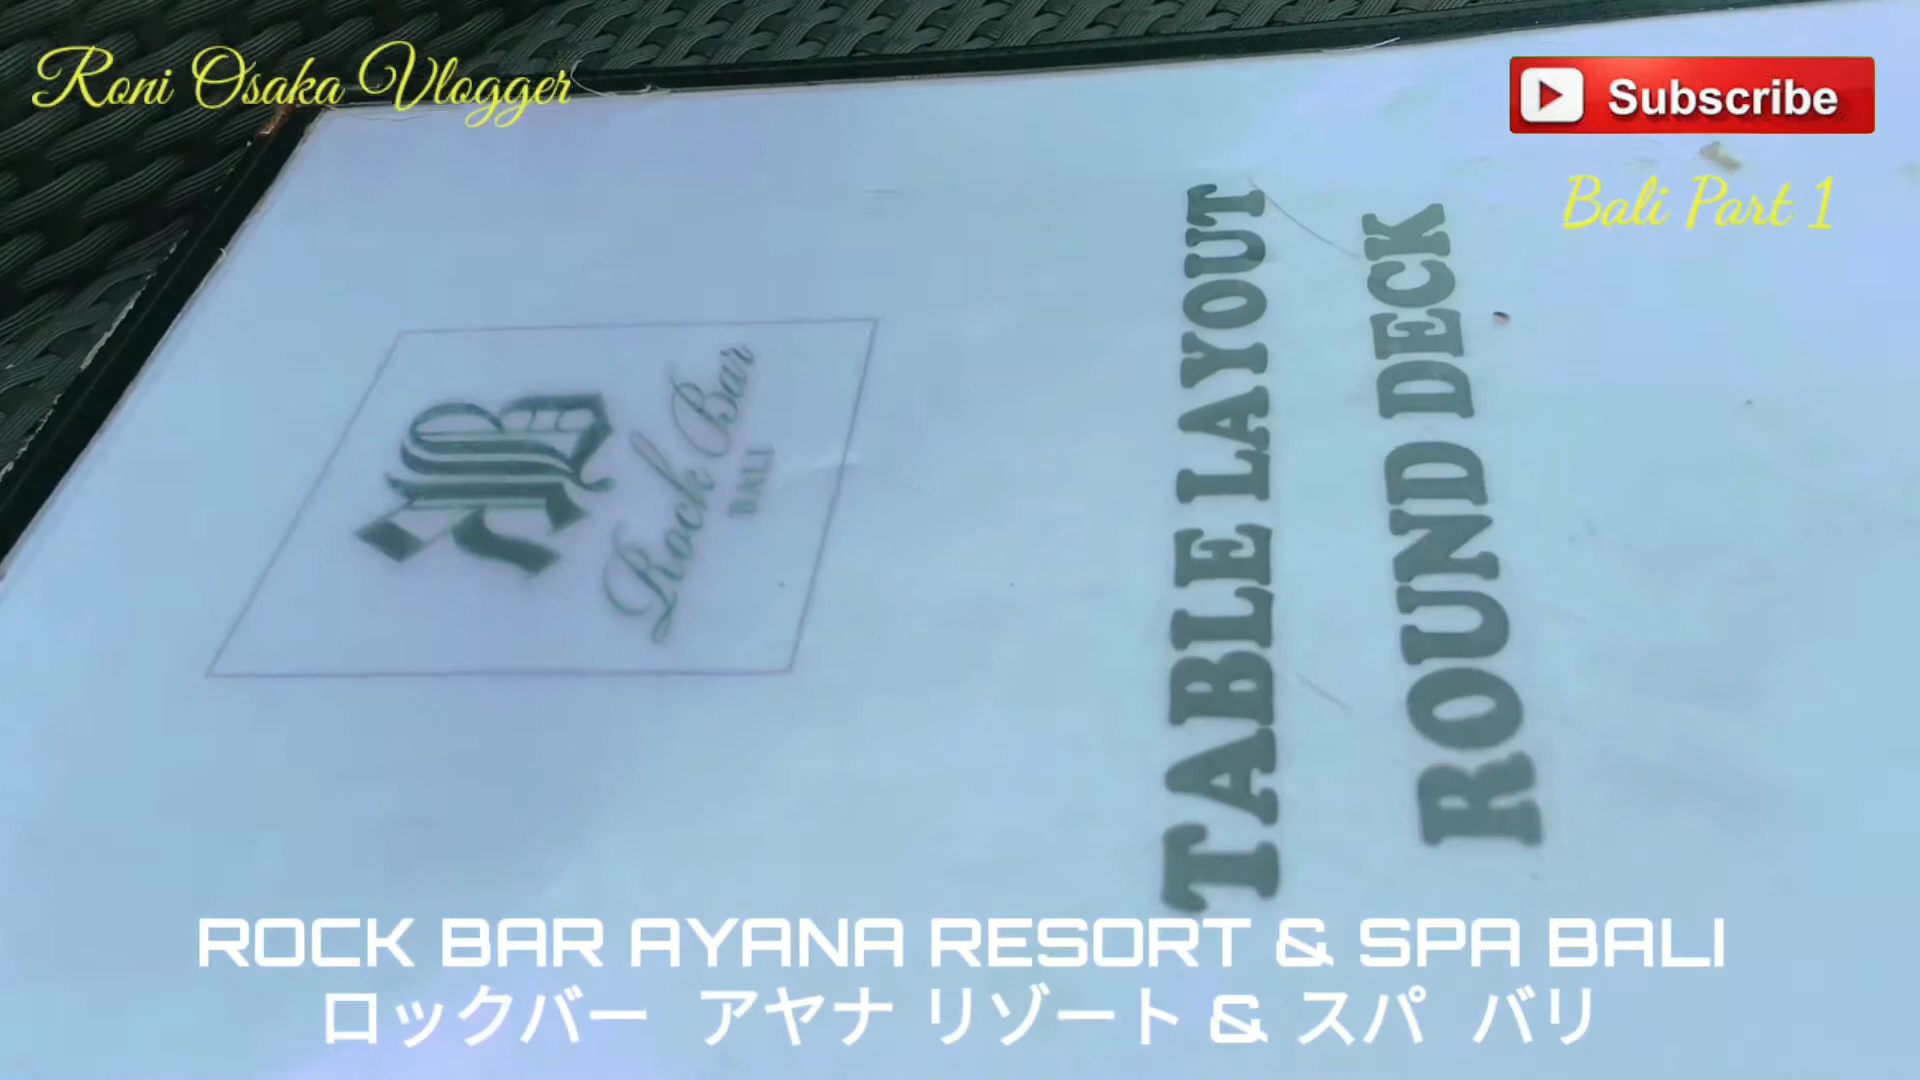 Roni Osaka Vlogger
Subscribe
Bali Part 1
RB
Rock Bar
BALI
TABLE LAYOUT
ROUND DECK
ROCK BAR AYANA RESORT & SPA BALI
ロックバー アヤナ リゾート & スパ バリ